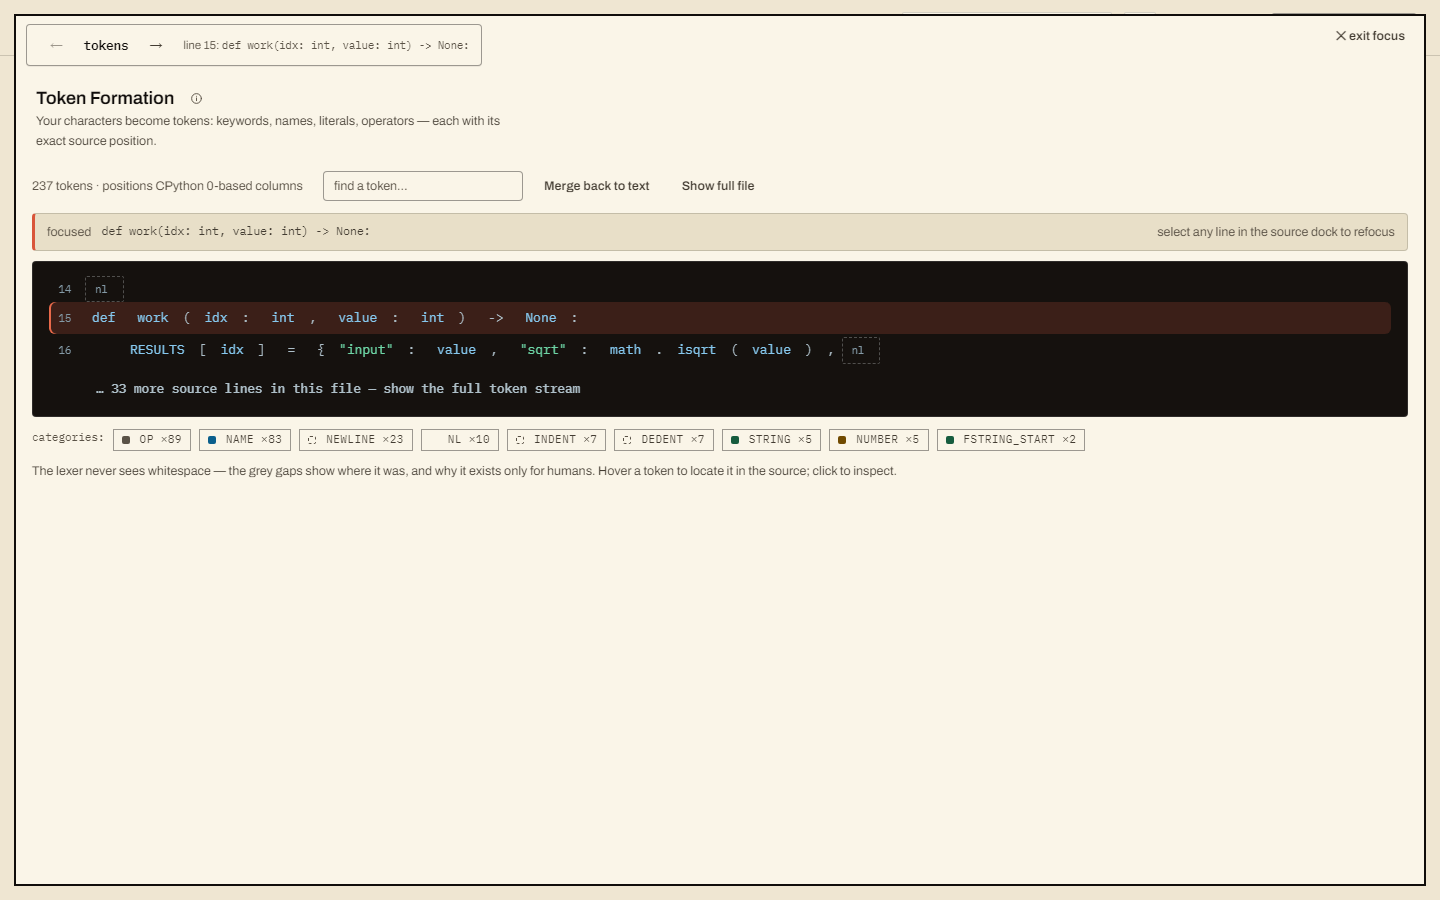 ← tokens → line 15: def work(idx: int, value: int) -> None:
exit focus
Token Formation
Your characters become tokens: keywords, names, literals, operators — each with its
exact source position.
237 tokens · positions CPython 0-based columns
find a token...
Merge back to text
Show full file
focused def work(idx: int, value: int) -> None:
select any line in the source dock to refocus
14 nl
15 def work ( idx : int , value : int ) -> None :
16 RESULTS [ idx ] = { "input" : value , "sqrt" : math . isqrt ( value ) , nl
… 33 more source lines in this file — show the full token stream
categories: OP ×89 NAME ×83 NEWLINE ×23 NL ×10 INDENT ×7 DEDENT ×7 STRING ×5 NUMBER ×5 FSTRING_START ×2
The lexer never sees whitespace — the grey gaps show where it was, and why it exists only for humans. Hover a token to locate it in the source; click to inspect.